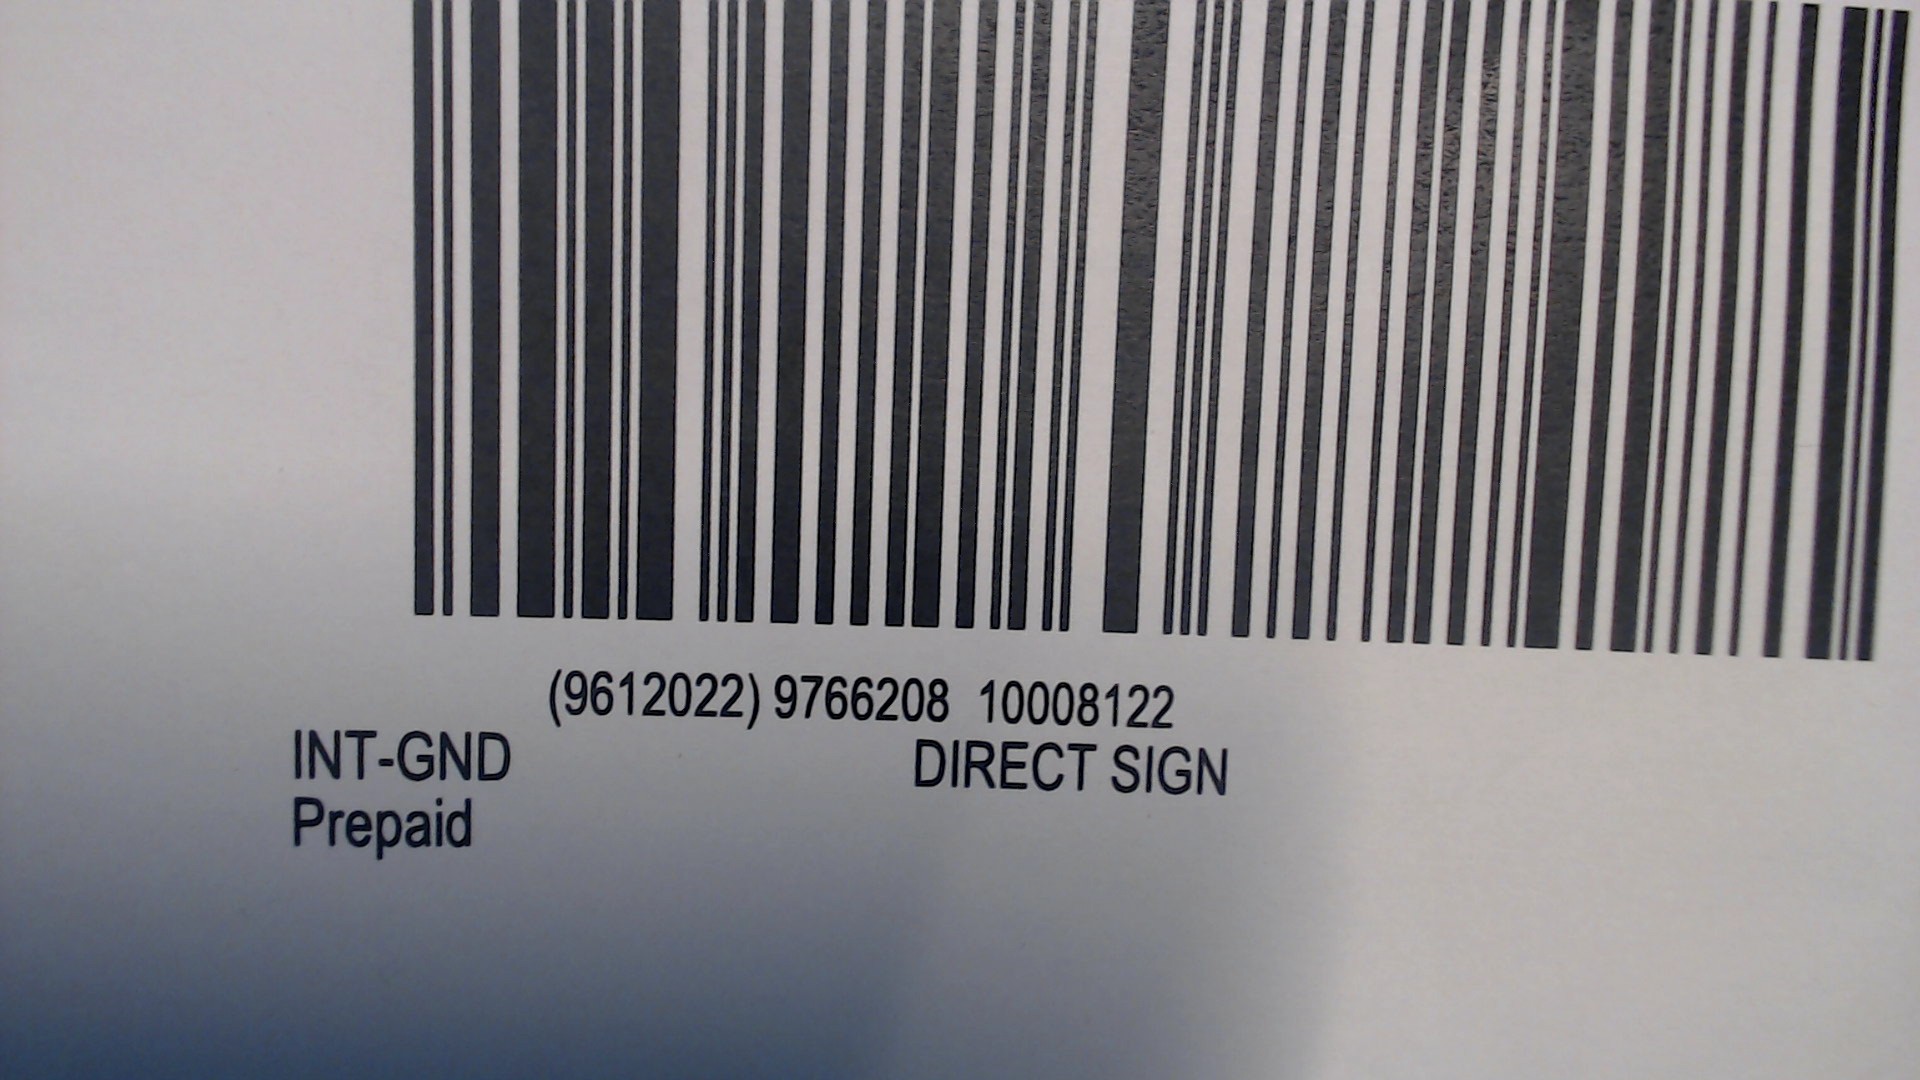 (9612022) 9766208 10008122
INT-GND
DIRECT SIGN
Prepaid